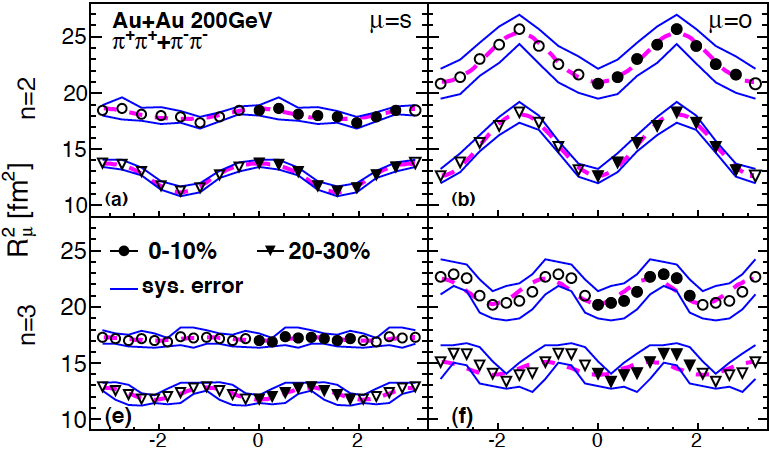 Au+Au 200GeV
π⁺π⁺+π⁻π⁻
μ=s
μ=o
25
20
15
10
n=2
(a)
(b)
R²μ [fm²]
0-10%
20-30%
sys. error
25
20
15
10
n=3
(e)
(f)
-2
0
2
-2
0
2